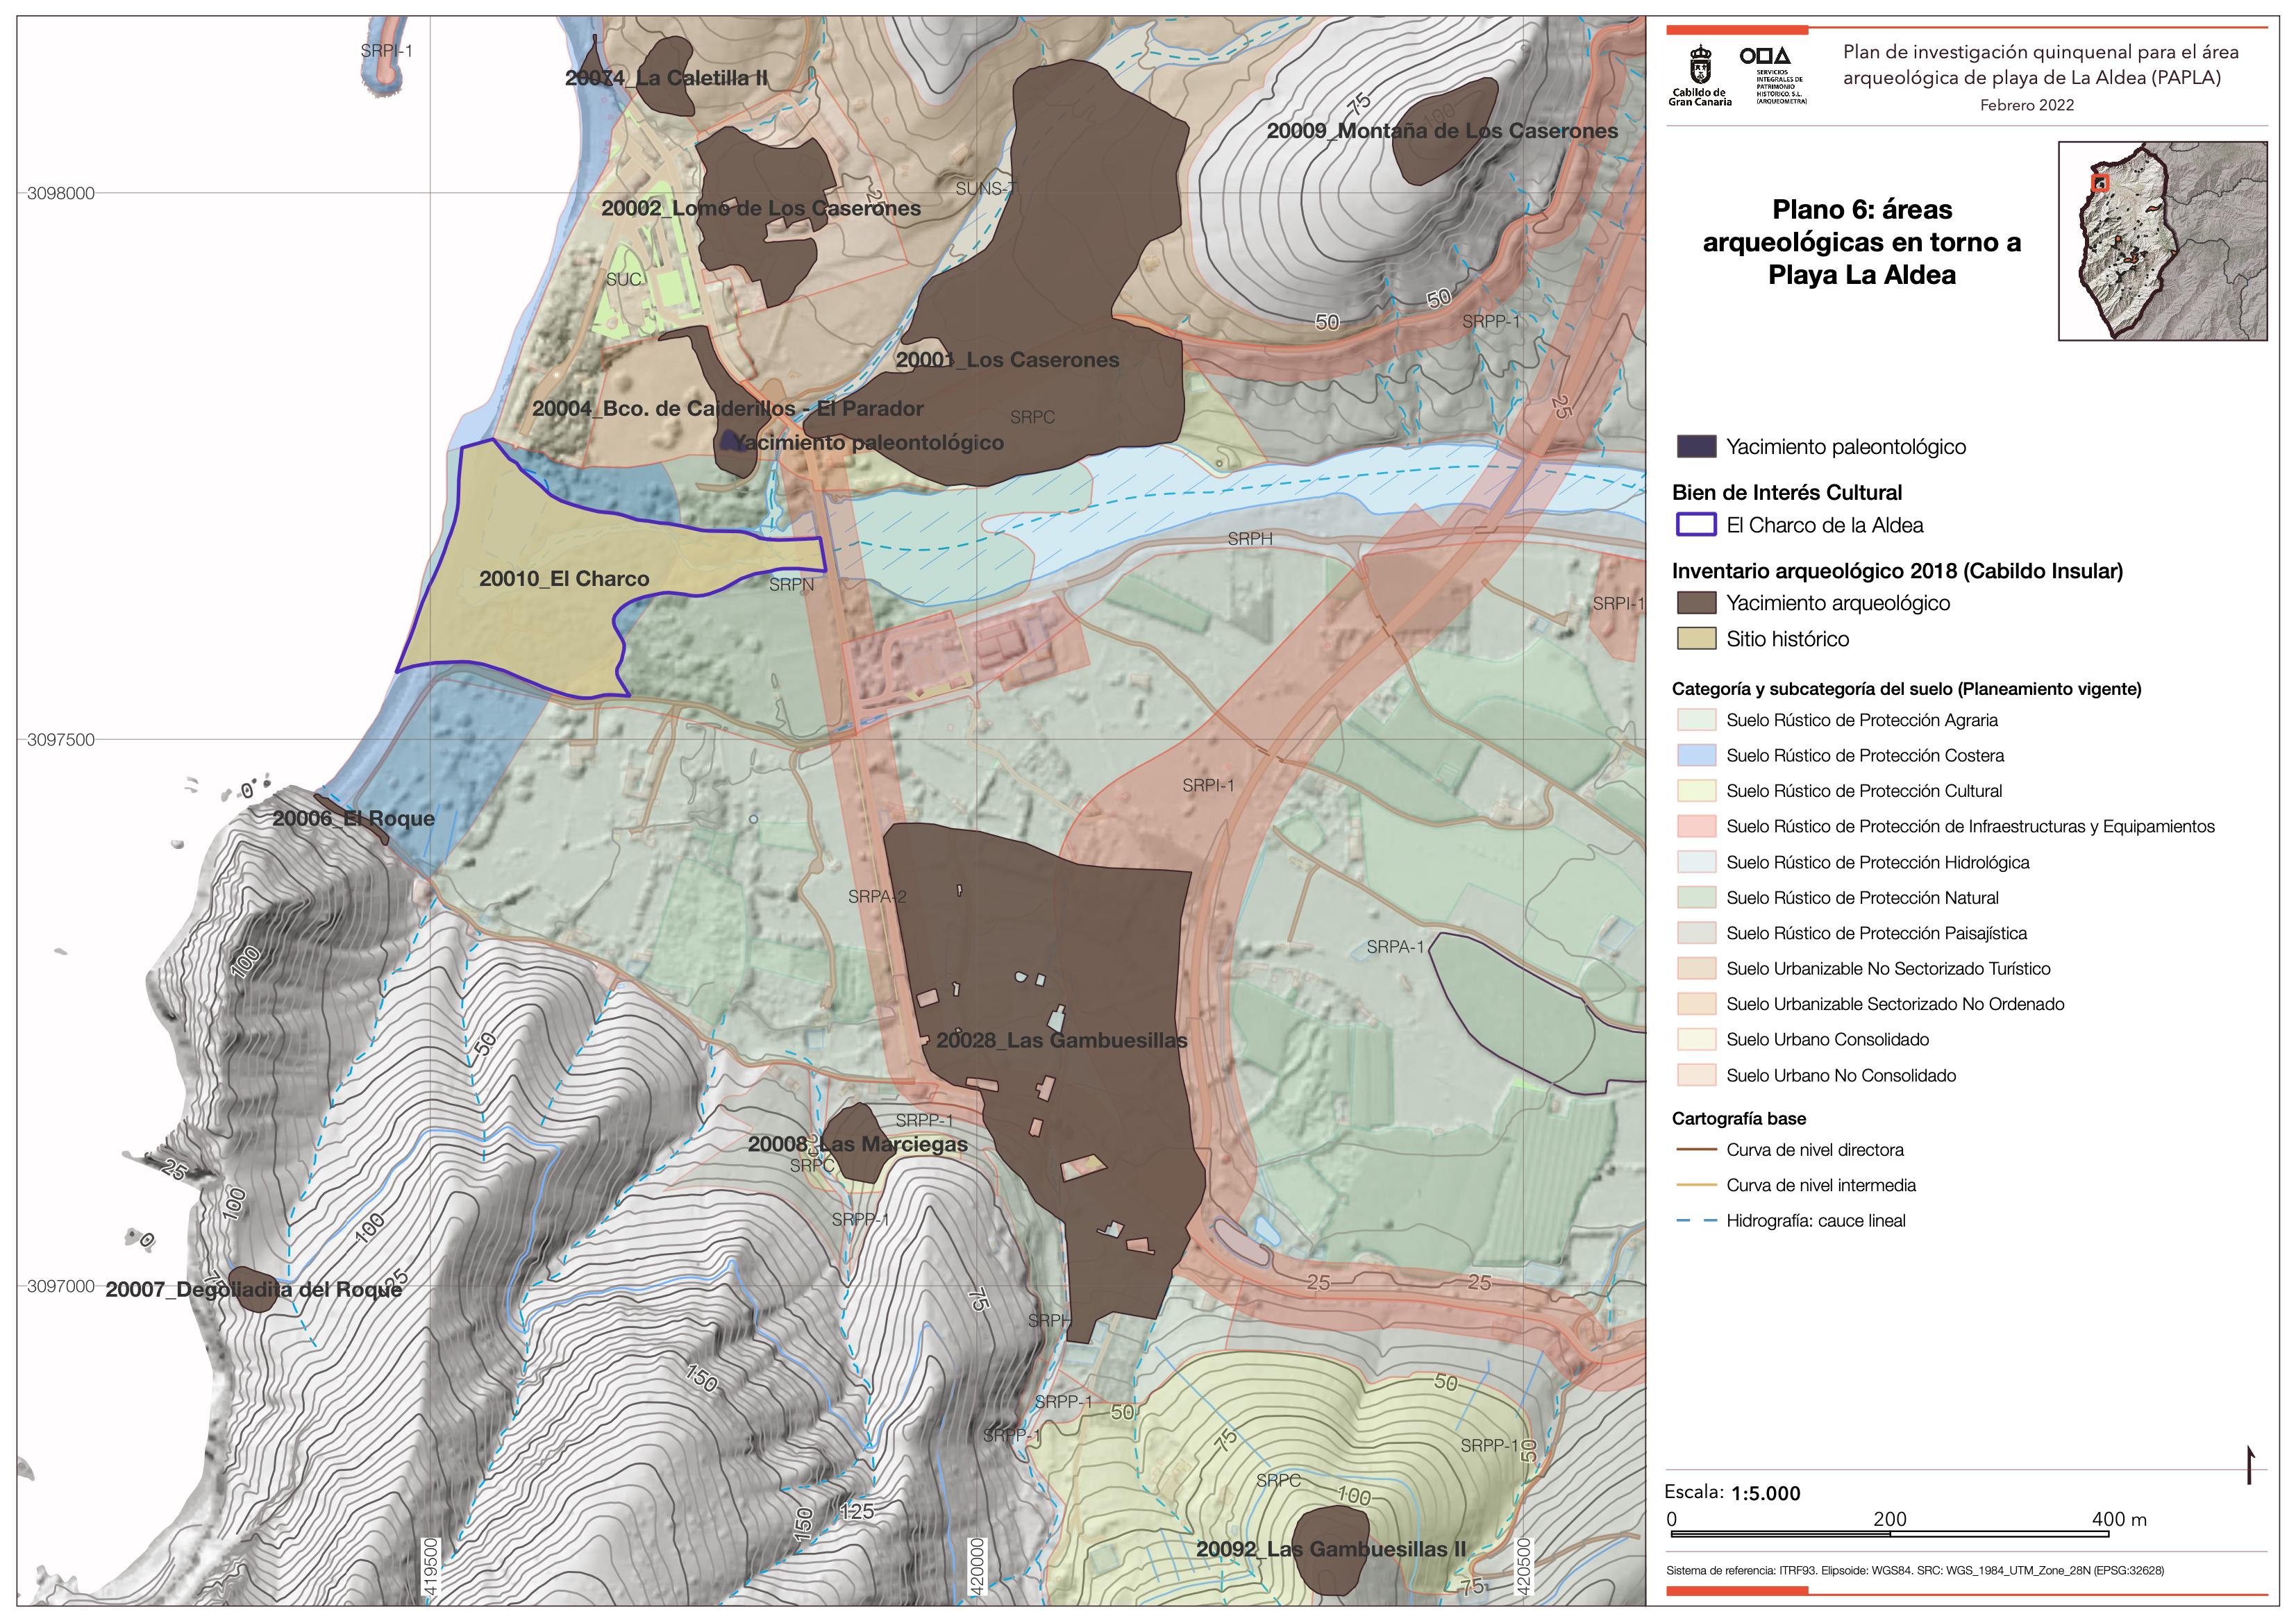 SRPI-1
20074_La Caletilla II
75
100
20009_Montaña de Los Caserones
3098000
SUNS-T
25
20002_Lomo de Los Caserones
SUC
50
50
SRPP-1
20001_Los Caserones
20004_Bco. de Caiderillos - El Parador
SRPC
25
Yacimiento paleontológico
SRPH
20010_El Charco
SRPN
SRPI-1
3097500
SRPI-1
0
20006_El Roque
SRPA-2
SRPA-1
100
50
20028_Las Gambuesillas
SRPP-1
20008_Las Marciegas
SRPC
25
100
100
SRPP-1
0
3097000
75
20007_Degolladita del Roque
125
75
25
25
SRPH
150
50
SRPP-1
50
SRPP-1
75
SRPP-1
50
SRPC
100
125
150
20092_Las Gambuesillas II
75
419500
420000
420500
Cabildo de
Gran Canaria
SERVICIOS
INTEGRALES DE
PATRIMONIO
HISTÓRICO, S.L.
(ARQUEOMETRA)
Plan de investigación quinquenal para el área
arqueológica de playa de La Aldea (PAPLA)
Febrero 2022
Plano 6: áreas
arqueológicas en torno a
Playa La Aldea
Yacimiento paleontológico
Bien de Interés Cultural
El Charco de la Aldea
Inventario arqueológico 2018 (Cabildo Insular)
Yacimiento arqueológico
Sitio histórico
Categoría y subcategoría del suelo (Planeamiento vigente)
Suelo Rústico de Protección Agraria
Suelo Rústico de Protección Costera
Suelo Rústico de Protección Cultural
Suelo Rústico de Protección de Infraestructuras y Equipamientos
Suelo Rústico de Protección Hidrológica
Suelo Rústico de Protección Natural
Suelo Rústico de Protección Paisajística
Suelo Urbanizable No Sectorizado Turístico
Suelo Urbanizable Sectorizado No Ordenado
Suelo Urbano Consolidado
Suelo Urbano No Consolidado
Cartografía base
Curva de nivel directora
Curva de nivel intermedia
Hidrografía: cauce lineal
Escala: 1:5.000
0 200 400 m
Sistema de referencia: ITRF93. Elipsoide: WGS84. SRC: WGS_1984_UTM_Zone_28N (EPSG:32628)